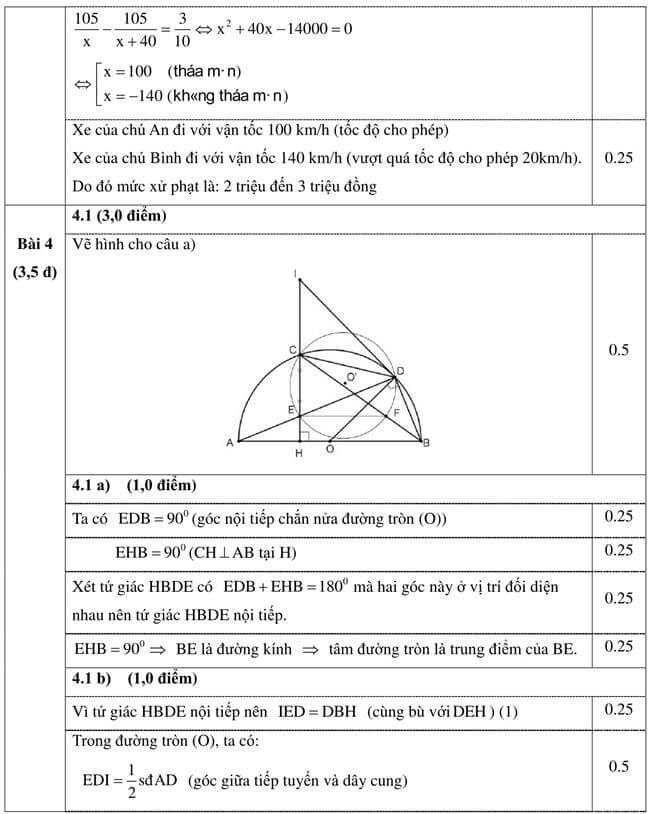 105/x − 105/(x + 40) = 3/10 ⇔ x² + 40x − 14000 = 0
⇔ [ x = 100 (tháa m·n)
x = −140 (kh«ng tháa m·n)
Xe của chú An đi với vận tốc 100 km/h (tốc độ cho phép)
Xe của chú Bình đi với vận tốc 140 km/h (vượt quá tốc độ cho phép 20km/h). 0.25
Do đó mức xử phạt là: 2 triệu đến 3 triệu đồng
4.1 (3,0 điểm)
Bài 4 Vẽ hình cho câu a)
(3,5 đ)
I
C
D
0.5
O'
E
F
A
B
H
O
4.1 a) (1,0 điểm)
Ta có EDB = 90⁰ (góc nội tiếp chắn nửa đường tròn (O)) 0.25
EHB = 90⁰ (CH ⊥ AB tại H) 0.25
Xét tứ giác HBDE có EDB + EHB = 180⁰ mà hai góc này ở vị trí đối diện 0.25
nhau nên tứ giác HBDE nội tiếp.
EHB = 90⁰ ⇒ BE là đường kính ⇒ tâm đường tròn là trung điểm của BE. 0.25
4.1 b) (1,0 điểm)
Vì tứ giác HBDE nội tiếp nên IED = DBH (cùng bù với DEH ) (1) 0.25
Trong đường tròn (O), ta có: 0.5
EDI = 1/2 sđAD (góc giữa tiếp tuyến và dây cung)